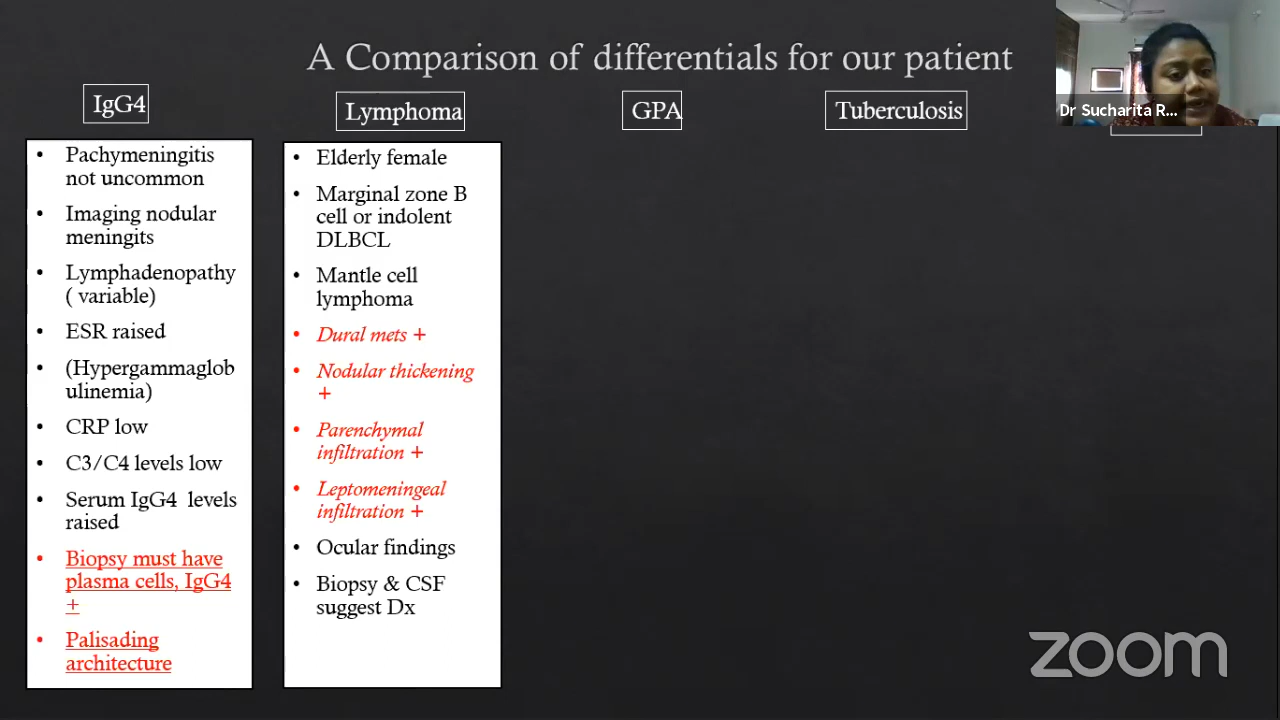 A Comparison of differentials for our patient
Dr Sucharita R...
IgG4
Lymphoma
GPA
Tuberculosis
• Pachymeningitis
not uncommon
• Imaging nodular
meningits
• Lymphadenopathy
( variable)
• ESR raised
• (Hypergammaglob
ulinemia)
• CRP low
• C3/C4 levels low
• Serum IgG4 levels
raised
• Biopsy must have
plasma cells, IgG4
+
• Palisading
architecture
• Elderly female
• Marginal zone B
cell or indolent
DLBCL
• Mantle cell
lymphoma
• Dural mets +
• Nodular thickening
+
• Parenchymal
infiltration +
• Leptomeningeal
infiltration +
• Ocular findings
• Biopsy & CSF
suggest Dx
zoom